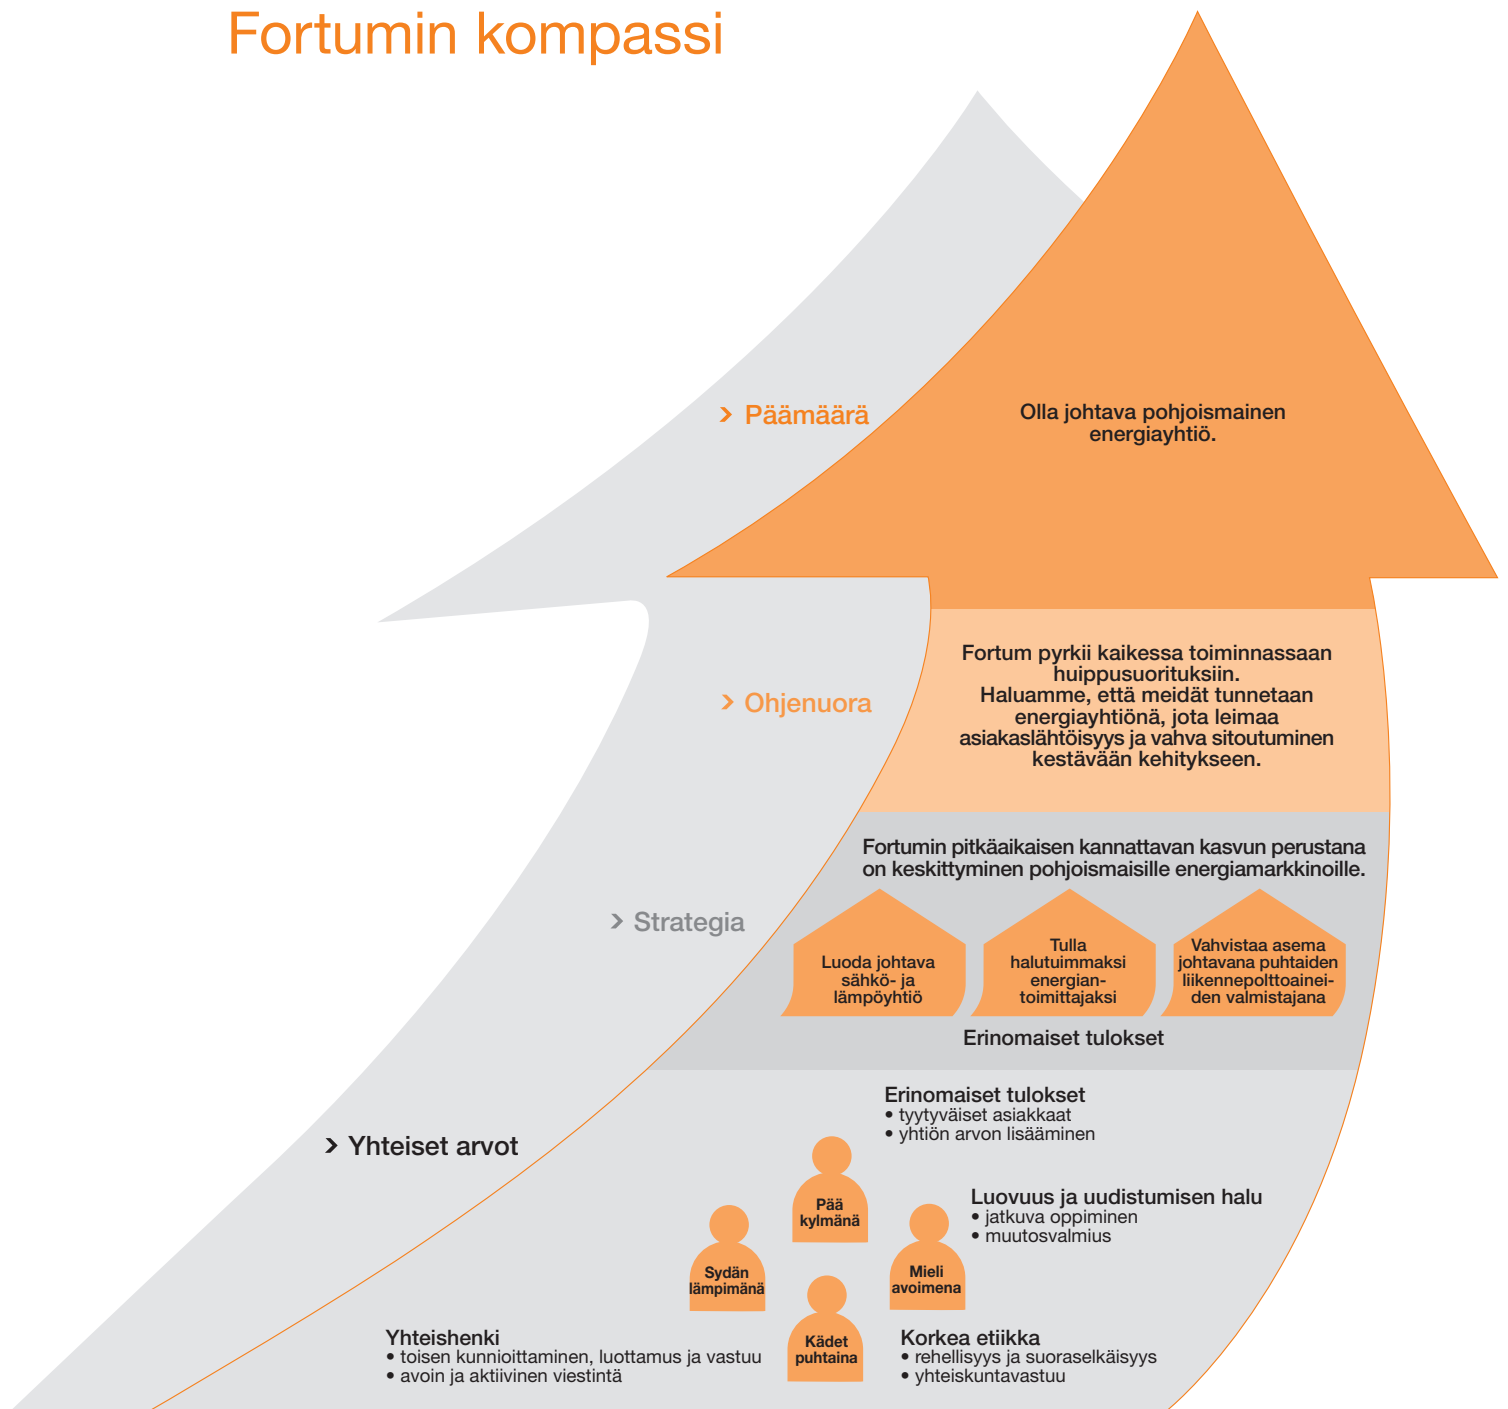 Fortumin kompassi
› Päämäärä
Olla johtava pohjoismainen
energiayhtiö.
› Ohjenuora
Fortum pyrkii kaikessa toiminnassaan
huippusuorituksiin.
Haluamme, että meidät tunnetaan
energiayhtiönä, jota leimaa
asiakaslähtöisyys ja vahva sitoutuminen
kestävään kehitykseen.
› Strategia
Fortumin pitkäaikaisen kannattavan kasvun perustana
on keskittyminen pohjoismaisille energiamarkkinoille.
Luoda johtava
sähkö- ja
lämpöyhtiö
Tulla
halutuimmaksi
energian-
toimittajaksi
Vahvistaa asema
johtavana puhtaiden
liikennepolttoainei-
den valmistajana
Erinomaiset tulokset
› Yhteiset arvot
Erinomaiset tulokset
• tyytyväiset asiakkaat
• yhtiön arvon lisääminen
Pää
kylmänä
Luovuus ja uudistumisen halu
• jatkuva oppiminen
• muutosvalmius
Sydän
lämpimänä
Mieli
avoimena
Kädet
puhtaina
Yhteishenki
• toisen kunnioittaminen, luottamus ja vastuu
• avoin ja aktiivinen viestintä
Korkea etiikka
• rehellisyys ja suoraselkäisyys
• yhteiskuntavastuu